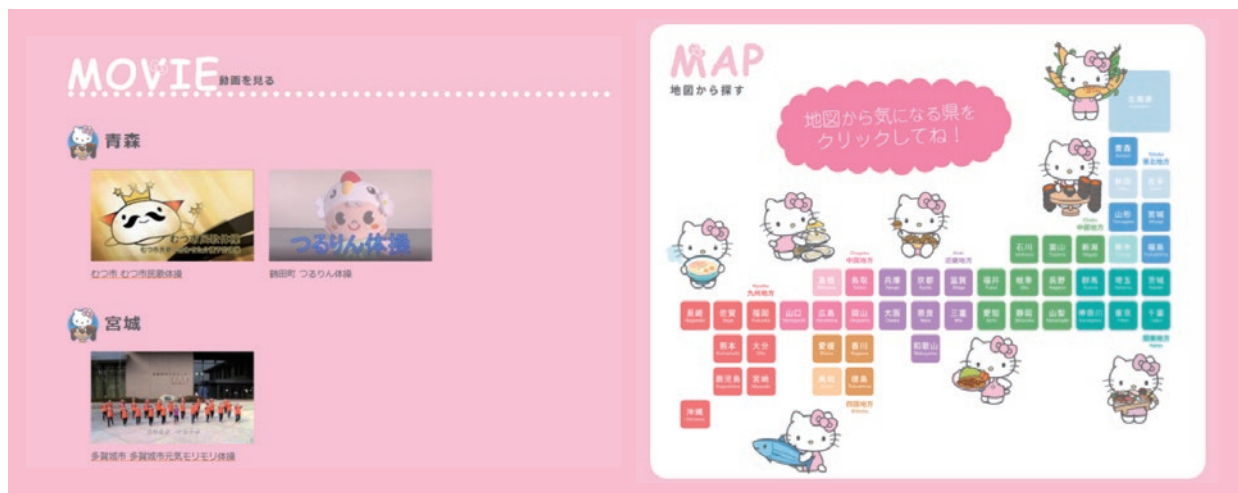 MOVIE 動画を見る
青森
むつ市民歌体操
つるりん体操
むつ市 むつ市民歌体操
鶴田町 つるりん体操
宮城
多賀城市 多賀城市元気モリモリ体操
MAP
地図から探す
地図から気になる県を
クリックしてね！
北海道
青森
東北地方
秋田 岩手
山形 宮城
中部地方
石川 富山 新潟 栃木 福島
中国地方
近畿地方
島根 鳥取 兵庫 京都 滋賀 福井 岐阜 長野 群馬 埼玉 茨城
九州地方
長崎 佐賀 福岡 山口 広島 岡山 大阪 奈良 三重 愛知 静岡 山梨 神奈川 東京 千葉
熊本 大分 愛媛 香川 和歌山
関東地方
鹿児島 宮崎 高知 徳島
四国地方
沖縄